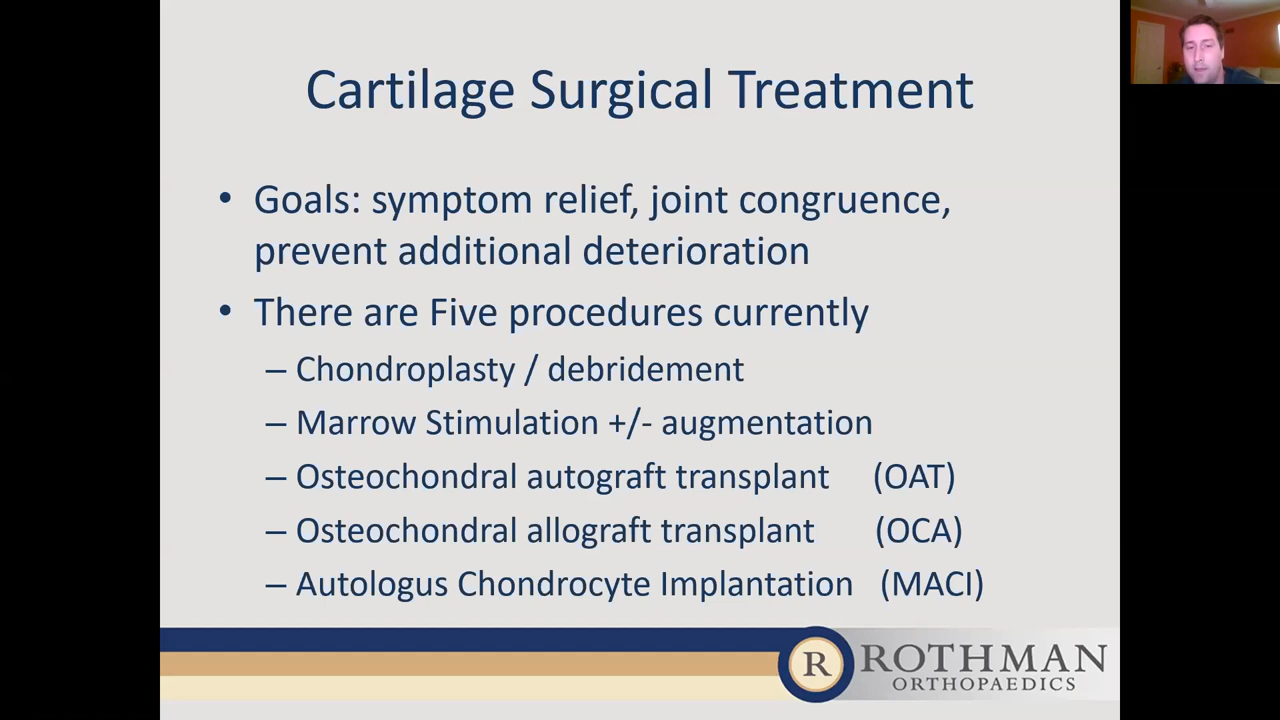 Cartilage Surgical Treatment
• Goals: symptom relief, joint congruence,
prevent additional deterioration
• There are Five procedures currently
– Chondroplasty / debridement
– Marrow Stimulation +/- augmentation
– Osteochondral autograft transplant (OAT)
– Osteochondral allograft transplant (OCA)
– Autologus Chondrocyte Implantation (MACI)
R ROTHMAN
ORTHOPAEDICS